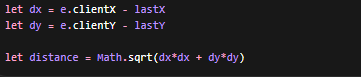 let dx = e.clientX - lastX
let dy = e.clientY - lastY
let distance = Math.sqrt(dx*dx + dy*dy)